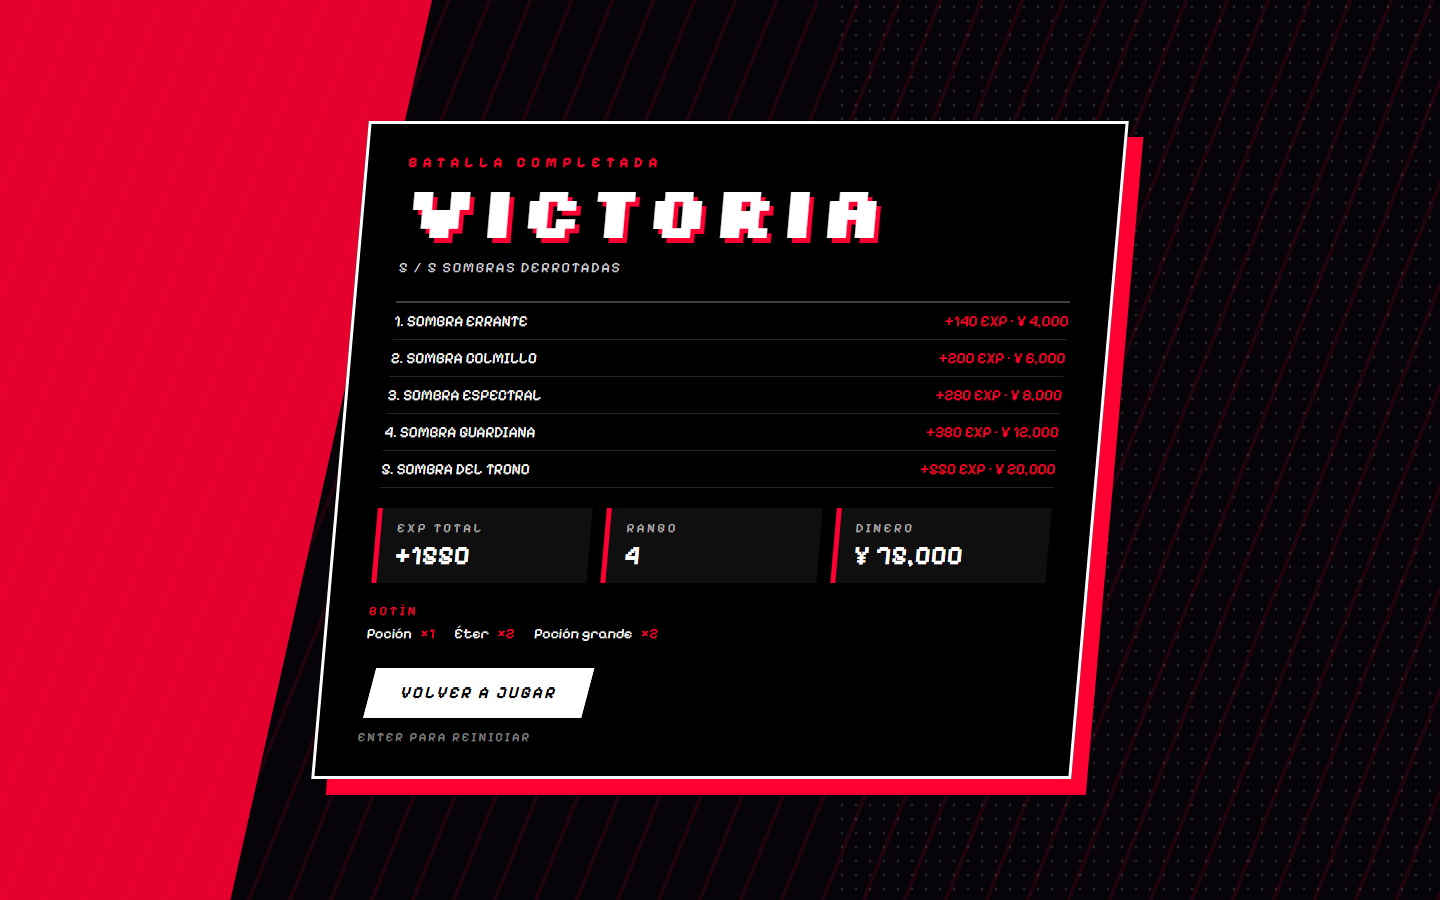 BATALLA COMPLETADA
VICTORIA
5 / 5 SOMBRAS DERROTADAS
1. SOMBRA ERRANTE +140 EXP · ¥ 4,000
2. SOMBRA COLMILLO +200 EXP · ¥ 6,000
3. SOMBRA ESPECTRAL +280 EXP · ¥ 8,000
4. SOMBRA GUARDIANA +380 EXP · ¥ 12,000
5. SOMBRA DEL TRONO +550 EXP · ¥ 20,000
EXP TOTAL RANGO DINERO
+1550 4 ¥ 75,000
BOTÍN
Poción ×1 Éter ×2 Poción grande ×2
VOLVER A JUGAR
ENTER PARA REINICIAR